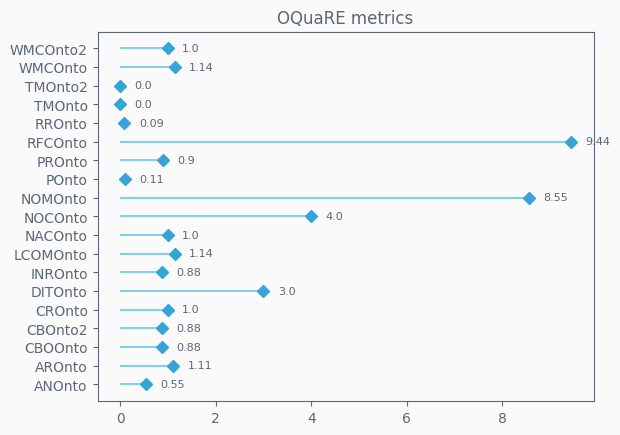 OQuaRE metrics
WMCOnto2 1.0
WMCOnto 1.14
TMOnto2 0.0
TMOnto 0.0
RROnto 0.09
RFCOnto 9.44
PROnto 0.9
POnto 0.11
NOMOnto 8.55
NOCOnto 4.0
NACOnto 1.0
LCOMOnto 1.14
INROnto 0.88
DITOnto 3.0
CROnto 1.0
CBOnto2 0.88
CBOOnto 0.88
AROnto 1.11
ANOnto 0.55
0 2 4 6 8